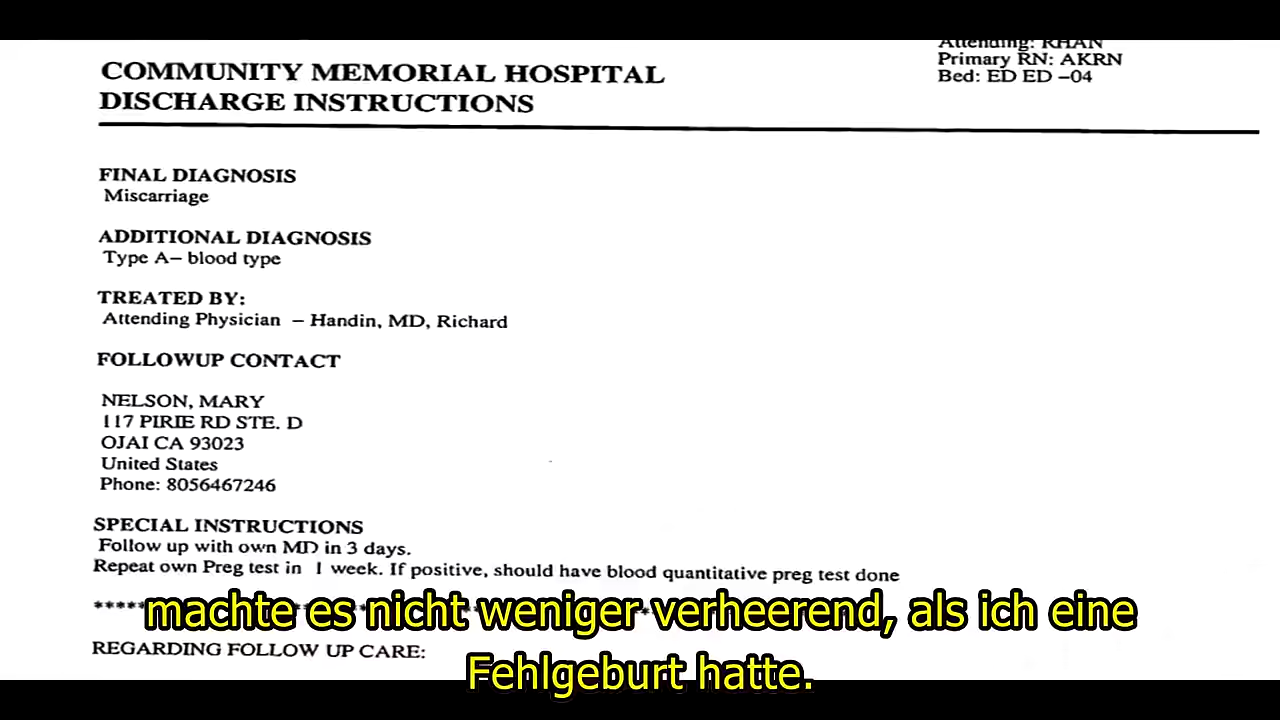 Attending: RHAN
Primary RN: AKRN
Bed: ED ED –04
COMMUNITY MEMORIAL HOSPITAL
DISCHARGE INSTRUCTIONS
FINAL DIAGNOSIS
Miscarriage
ADDITIONAL DIAGNOSIS
Type A– blood type
TREATED BY:
Attending Physician – Handin, MD, Richard
FOLLOWUP CONTACT
NELSON, MARY
117 PIRIE RD STE. D
OJAI CA 93023
United States
Phone: 8056467246
SPECIAL INSTRUCTIONS
Follow up with own MD in 3 days.
Repeat own Preg test in 1 week. If positive, should have blood quantitative preg test done
machte es nicht weniger verheerend, als ich eine
REGARDING FOLLOW UP CARE:
Fehlgeburt hatte.